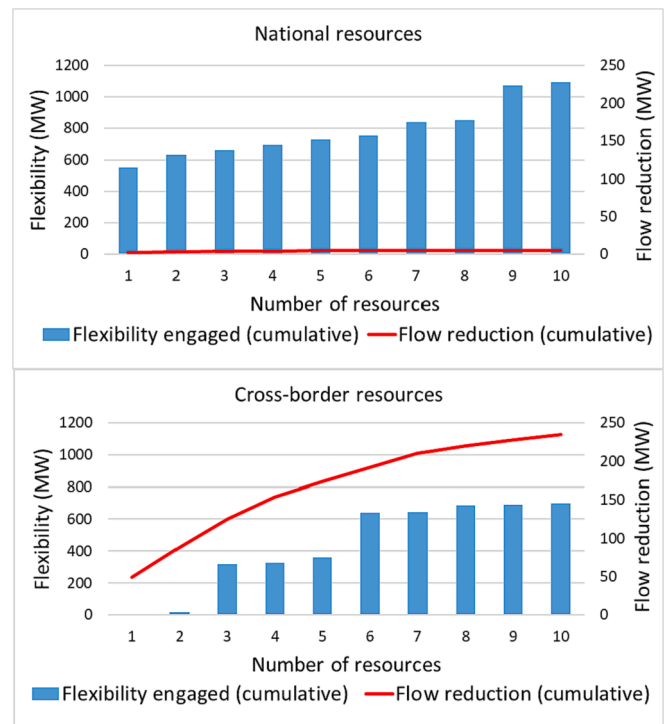 National resources
1200 250
1000 200
800 150
600 100
400 50
200 0
0
Flexibility (MW)
Flow reduction (MW)
1 2 3 4 5 6 7 8 9 10
Number of resources
Flexibility engaged (cumulative) Flow reduction (cumulative)
Cross-border resources
1200 250
1000 200
800 150
600 100
400 50
200 0
0
Flexibility (MW)
Flow reduction (MW)
1 2 3 4 5 6 7 8 9 10
Number of resources
Flexibility engaged (cumulative) Flow reduction (cumulative)